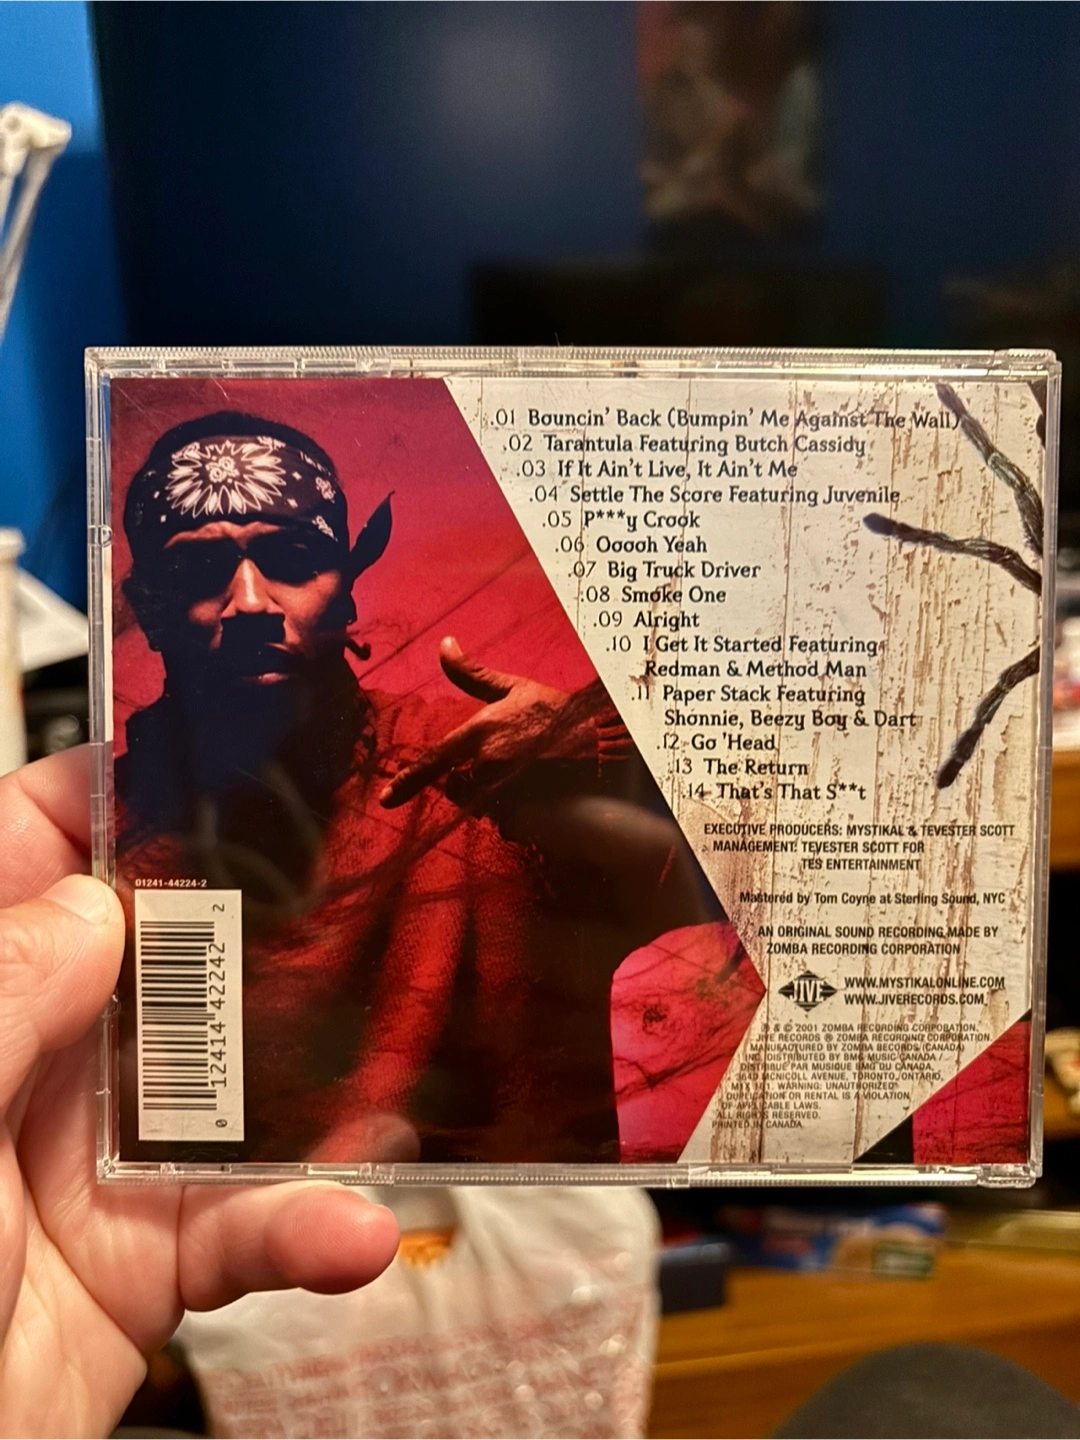 .01 Bouncin' Back (Bumpin' Me Against The Wall)
.02 Tarantula Featuring Butch Cassidy
.03 If It Ain't Live, It Ain't Me
.04 Settle The Score Featuring Juvenile
.05 P***y Crook
.06 Ooooh Yeah
.07 Big Truck Driver
.08 Smoke One
.09 Alright
.10 I Get It Started Featuring
Redman & Method Man
.11 Paper Stack Featuring
Shonnie, Beezy Boy & Dart
.12 Go 'Head
.13 The Return
.14 That's That S**t
EXECUTIVE PRODUCERS: MYSTIKAL & TEVESTER SCOTT
MANAGEMENT: TEVESTER SCOTT FOR
TES ENTERTAINMENT
Mastered by Tom Coyne at Sterling Sound, NYC
AN ORIGINAL SOUND RECORDING MADE BY
ZOMBA RECORDING CORPORATION
JIVE
WWW.MYSTIKALONLINE.COM
WWW.JIVERECORDS.COM
℗ & © 2001 ZOMBA RECORDING CORPORATION.
JIVE RECORDS ® ZOMBA RECORDING CORPORATION.
MANUFACTURED BY ZOMBA RECORDS (CANADA)
INC. DISTRIBUTED BY BMG MUSIC CANADA /
DISTRIBUE PAR MUSIQUE BMG DU CANADA,
MCNICOLL AVENUE, TORONTO, ONTARIO,
WARNING: UNAUTHORIZED
DUPLICATION OR RENTAL IS A VIOLATION
OF APPLICABLE LAWS.
ALL RIGHTS RESERVED.
PRINTED IN CANADA.
01241-44224-2
0 12414 42242 2